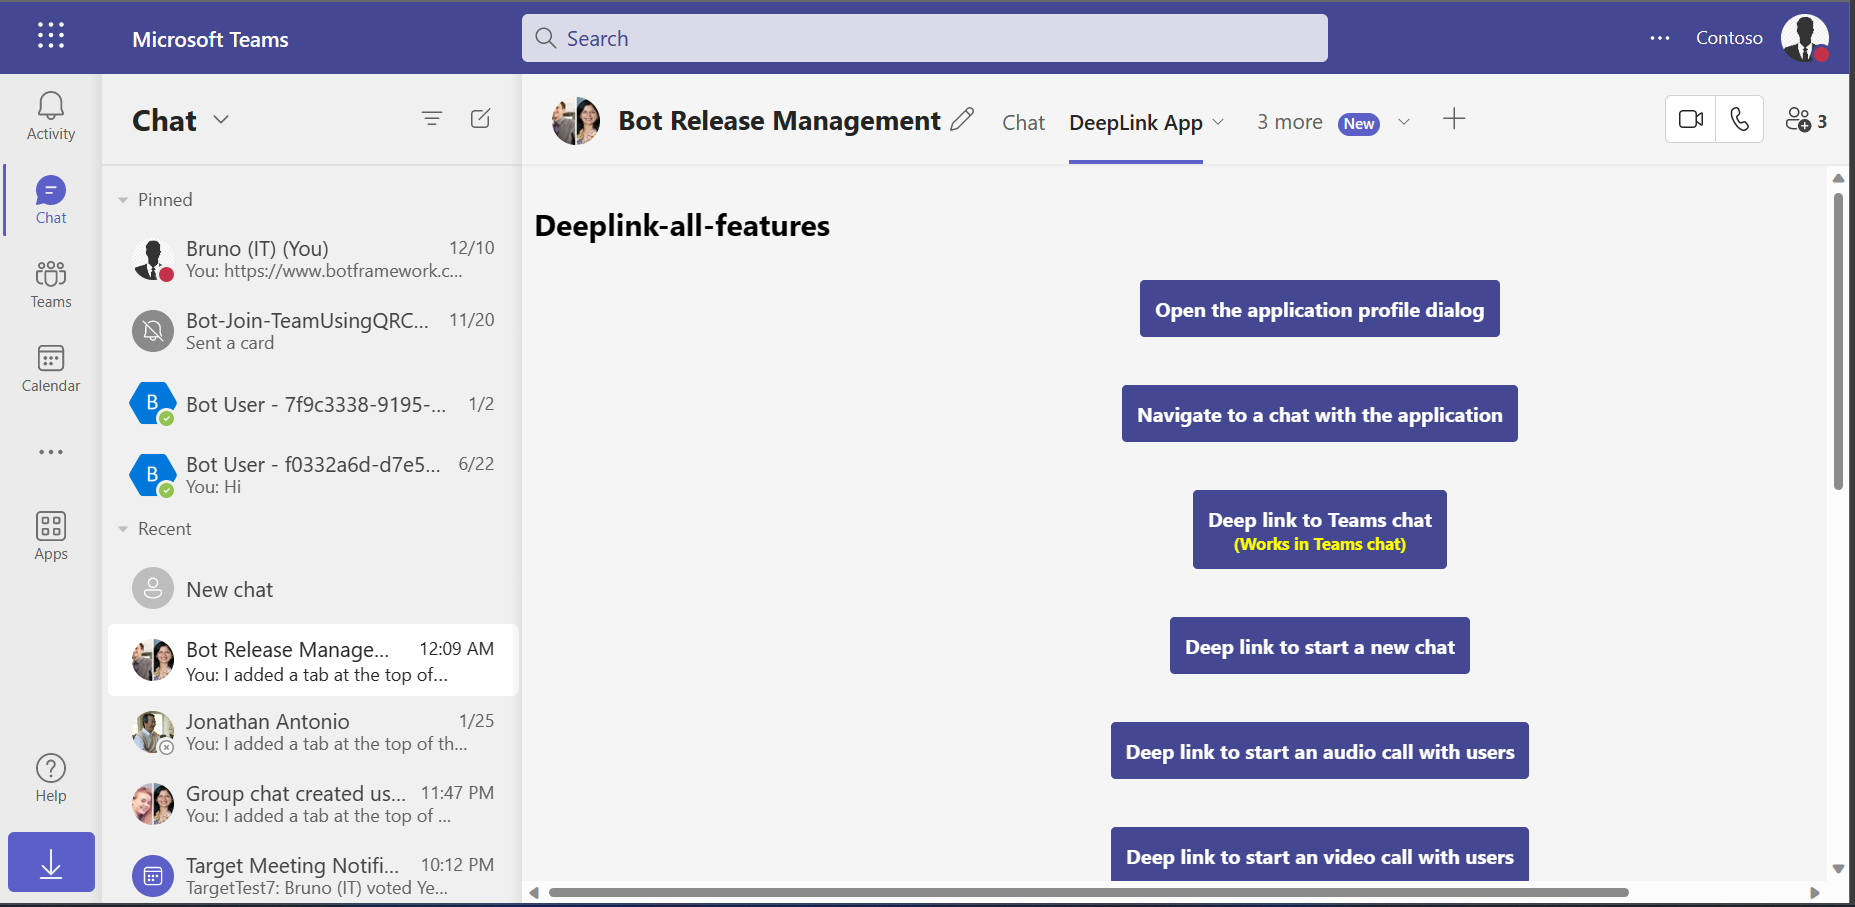 Microsoft Teams
Search
Contoso
Activity
Chat
Teams
Calendar
Apps
Help
Chat
Pinned
Bruno (IT) (You) 12/10
You: https://www.botframework.c...
Bot-Join-TeamUsingQRC... 11/20
Sent a card
B Bot User - 7f9c3338-9195-... 1/2
B Bot User - f0332a6d-d7e5... 6/22
You: Hi
Recent
New chat
Bot Release Manage... 12:09 AM
You: I added a tab at the top of...
Jonathan Antonio 1/25
You: I added a tab at the top of th...
Group chat created us... 11:47 PM
You: I added a tab at the top of ...
Target Meeting Notifi... 10:12 PM
TargetTest7: Bruno (IT) voted Ye...
Bot Release Management Chat DeepLink App 3 more New 3
Deeplink-all-features
Open the application profile dialog
Navigate to a chat with the application
Deep link to Teams chat
(Works in Teams chat)
Deep link to start a new chat
Deep link to start an audio call with users
Deep link to start an video call with users